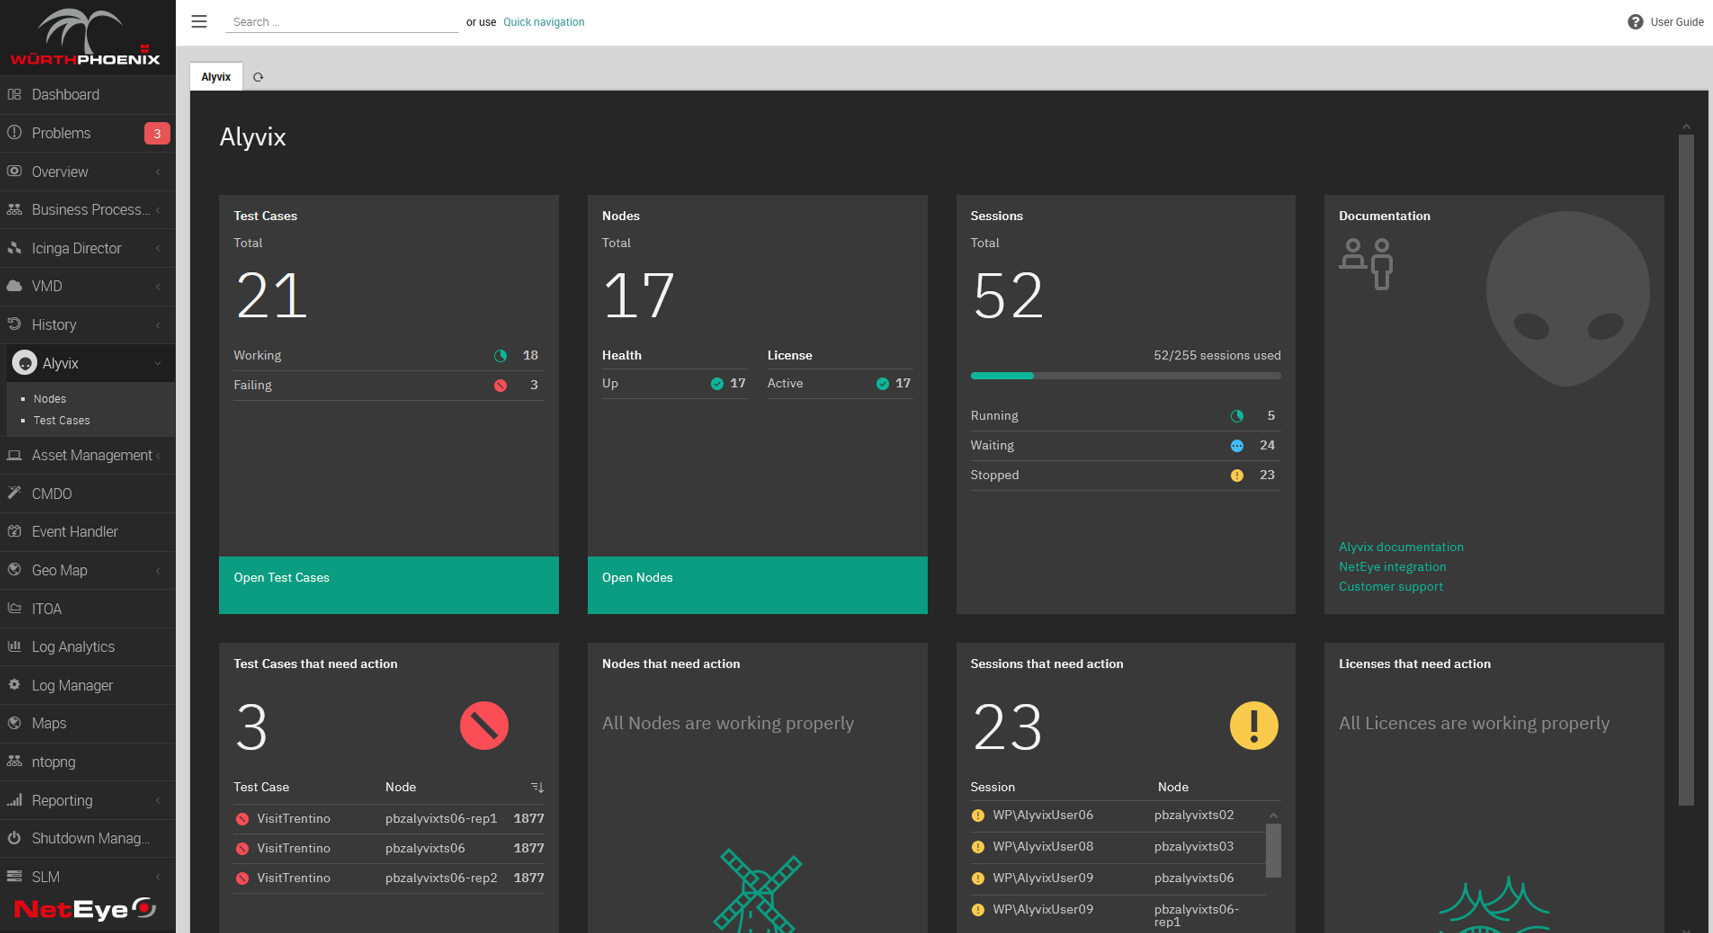 WÜRTHPHOENIX
Search ...
or use Quick navigation
User Guide
Dashboard
Problems 3
Overview
Business Process...
Icinga Director
VMD
History
Alyvix
Nodes
Test Cases
Asset Management
CMDO
Event Handler
Geo Map
ITOA
Log Analytics
Log Manager
Maps
ntopng
Reporting
Shutdown Manag...
SLM
NetEye
Alyvix
Alyvix
Test Cases
Total
21
Working 18
Failing 3
Open Test Cases
Nodes
Total
17
Health License
Up 17 Active 17
Open Nodes
Sessions
Total
52
52/255 sessions used
Running 5
Waiting 24
Stopped 23
Documentation
Alyvix documentation
NetEye integration
Customer support
Test Cases that need action
3
Test Case Node
VisitTrentino pbzalyvixts06-rep1 1877
VisitTrentino pbzalyvixts06 1877
VisitTrentino pbzalyvixts06-rep2 1877
Nodes that need action
All Nodes are working properly
Sessions that need action
23
Session Node
WP\AlyvixUser06 pbzalyvixts02
WP\AlyvixUser08 pbzalyvixts03
WP\AlyvixUser09 pbzalyvixts06
WP\AlyvixUser09 pbzalyvixts06-
rep1
Licenses that need action
All Licences are working properly